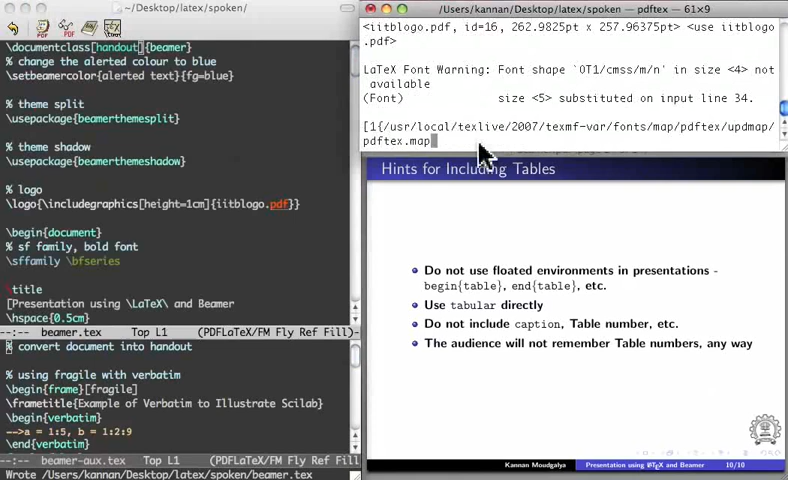 ~/Desktop/latex/spoken/
\documentclass[handout]{beamer}
% change the alerted colour to blue
\setbeamercolor{alerted text}{fg=blue}
% theme split
\usepackage{beamerthemesplit}
% theme shadow
\usepackage{beamerthemeshadow}
% logo
\logo{\includegraphics[height=1cm]{iitblogo.pdf}}
\begin{document}
% sf family, bold font
\sffamily \bfseries
\title
[Presentation using \LaTeX\ and Beamer
\hspace{0.5cm}
--:-- beamer.tex Top L1 (PDFLaTeX/FM Fly Ref Fill)-
% convert document into handout
% using fragile with verbatim
\begin{frame}[fragile]
\frametitle{Example of Verbatim to Illustrate Scilab}
\begin{verbatim}
-->a = 1:5, b = 1:2:9
\end{verbatim}
--:-- beamer-aux.tex Top L1 (PDFLaTeX/FM Fly Ref Fill
Wrote /Users/kannan/Desktop/latex/spoken/beamer.tex
/Users/kannan/Desktop/latex/spoken — pdftex — 61×9
<iitblogo.pdf, id=16, 262.9825pt x 257.96375pt> <use iitblogo
.pdf>
LaTeX Font Warning: Font shape `OT1/cmss/m/n' in size <4> not
available
(Font) size <5> substituted on input line 34.
[1{/usr/local/texlive/2007/texmf-var/fonts/map/pdftex/updmap/
pdftex.map
Hints for Including Tables
Do not use floated environments in presentations -
begin{table}, end{table}, etc.
Use tabular directly
Do not include caption, Table number, etc.
The audience will not remember Table numbers, any way
Kannan Moudgalya Presentation using LATEX and Beamer 10/10